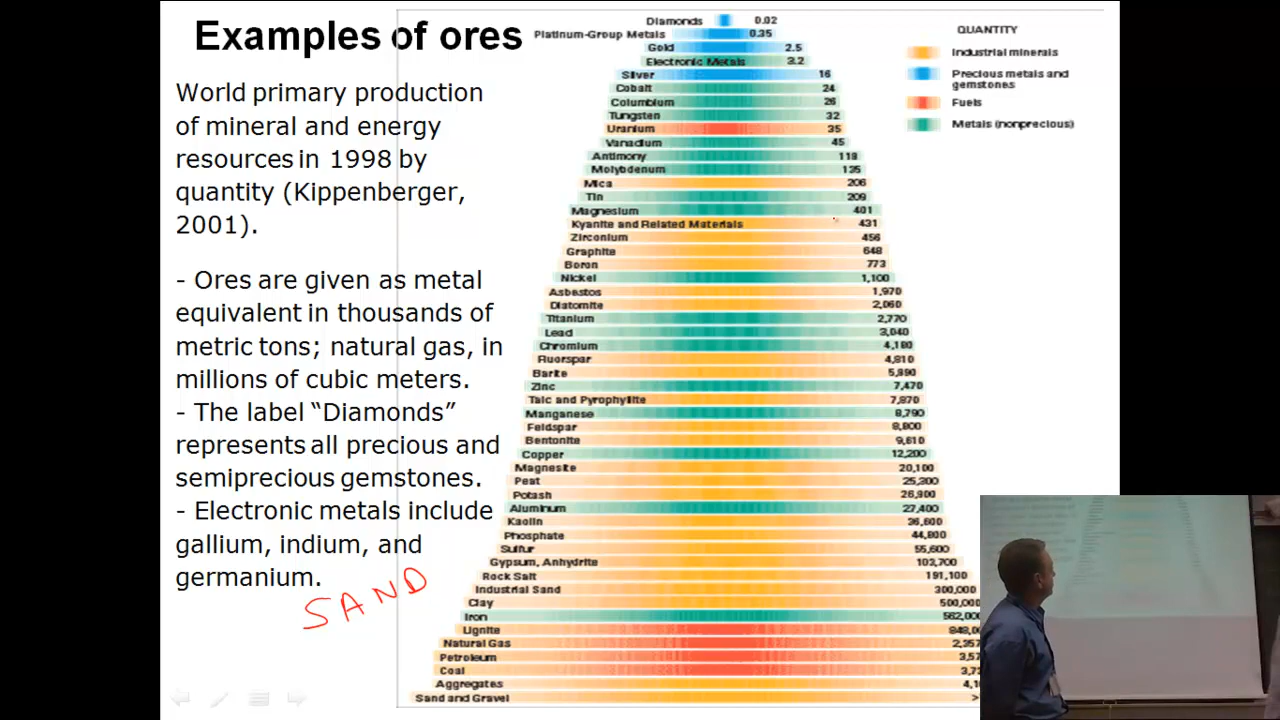 Examples of ores
World primary production
of mineral and energy
resources in 1998 by
quantity (Kippenberger,
2001).
- Ores are given as metal
equivalent in thousands of
metric tons; natural gas, in
millions of cubic meters.
- The label “Diamonds”
represents all precious and
semiprecious gemstones.
- Electronic metals include
gallium, indium, and
germanium.
SAND
Diamonds 0.02
Platinum-Group Metals 0.35
Gold 2.5
Electronic Metals 3.2
Silver 16
Cobalt 24
Columbium 26
Tungsten 32
Uranium 35
Vanadium 45
Antimony 118
Molybdenum 135
Mica 206
Tin 209
Magnesium 401
Kyanite and Related Materials 431
Zirconium 456
Graphite 648
Boron 773
Nickel 1,100
Asbestos 1,970
Diatomite 2,060
Titanium 2,770
Lead 3,040
Chromium 4,180
Fluorspar 4,810
Barite 5,890
Zinc 7,470
Talc and Pyrophyllite 7,870
Manganese 8,790
Feldspar 8,800
Bentonite 9,610
Copper 12,200
Magnesite 20,100
Peat 25,300
Potash 26,900
Aluminum 27,400
Kaolin 36,600
Phosphate 44,800
Sulfur 55,600
Gypsum, Anhydrite 103,700
Rock Salt 191,100
Industrial Sand 300,000
Clay 500,000
Iron 562,000
Lignite
Natural Gas
Petroleum
Coal
Aggregates
Sand and Gravel >
QUANTITY
Industrial minerals
Precious metals and
gemstones
Fuels
Metals (nonprecious)